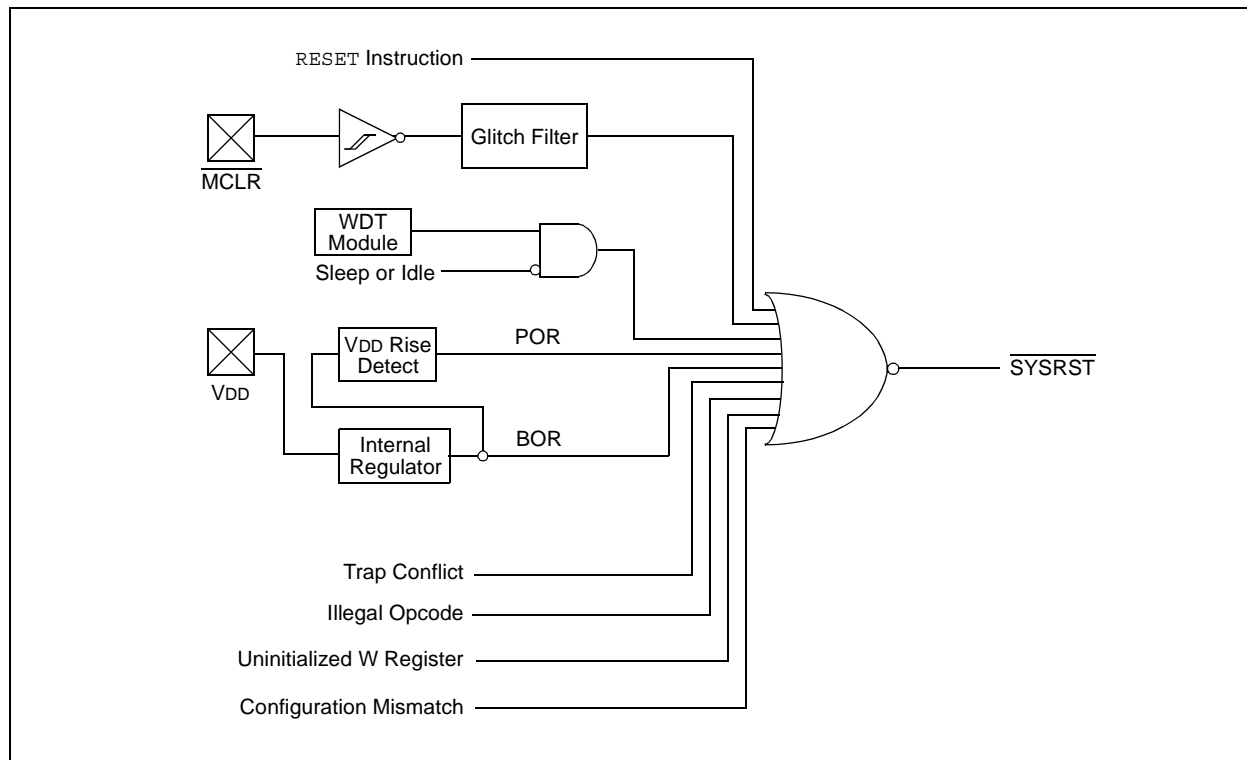 RESET Instruction
Glitch Filter
MCLR
WDT
Module
Sleep or Idle
VDD Rise
Detect
POR
VDD
SYSRST
Internal
Regulator
BOR
Trap Conflict
Illegal Opcode
Uninitialized W Register
Configuration Mismatch